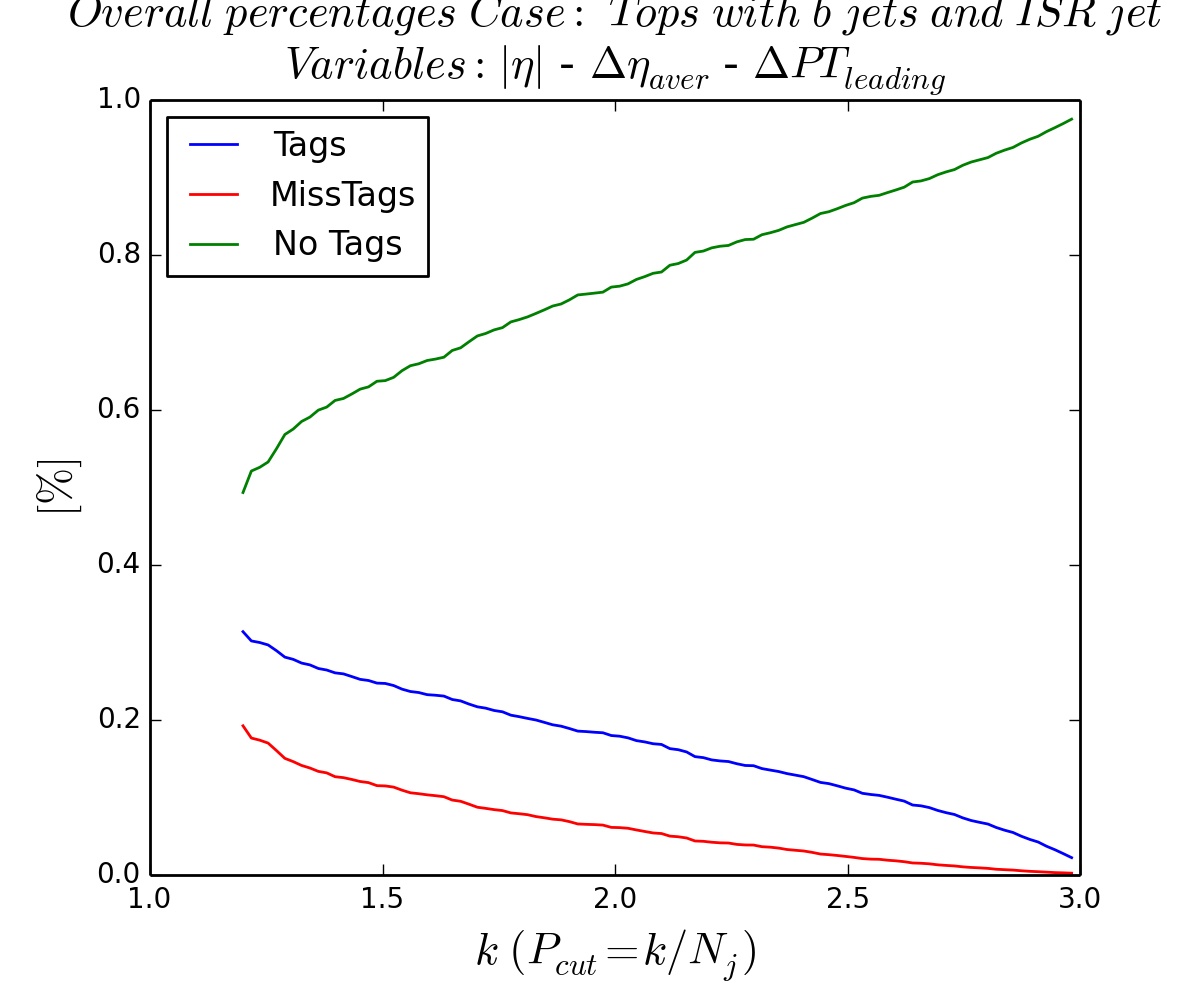 Overall percentages Case: Tops with b jets and ISR jet
Variables: |η| - Δη_aver - ΔPT_leading
1.0
Tags
MissTags
No Tags
0.8
0.6
[%]
0.4
0.2
0.0
1.0 1.5 2.0 2.5 3.0
k (P_cut = k/N_j)